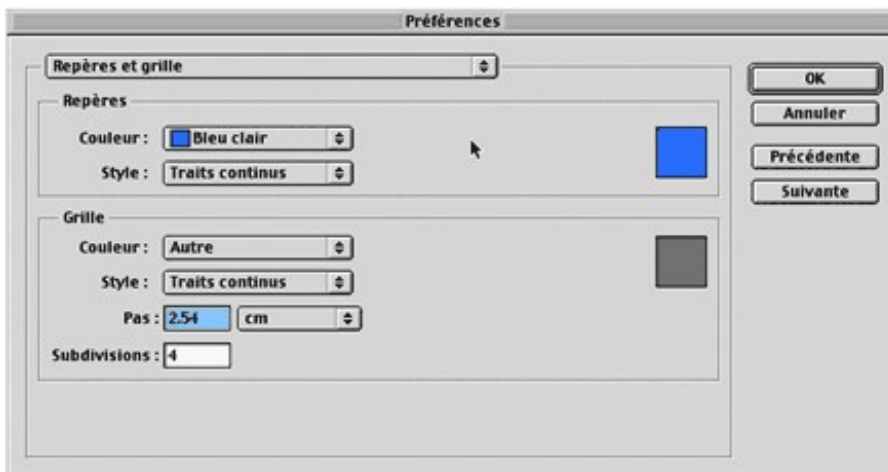 Préférences
Repères et grille
OK
Annuler
Précédente
Suivante
Repères
Couleur : Bleu clair
Style : Traits continus
Grille
Couleur : Autre
Style : Traits continus
Pas : 2.54 cm
Subdivisions : 4